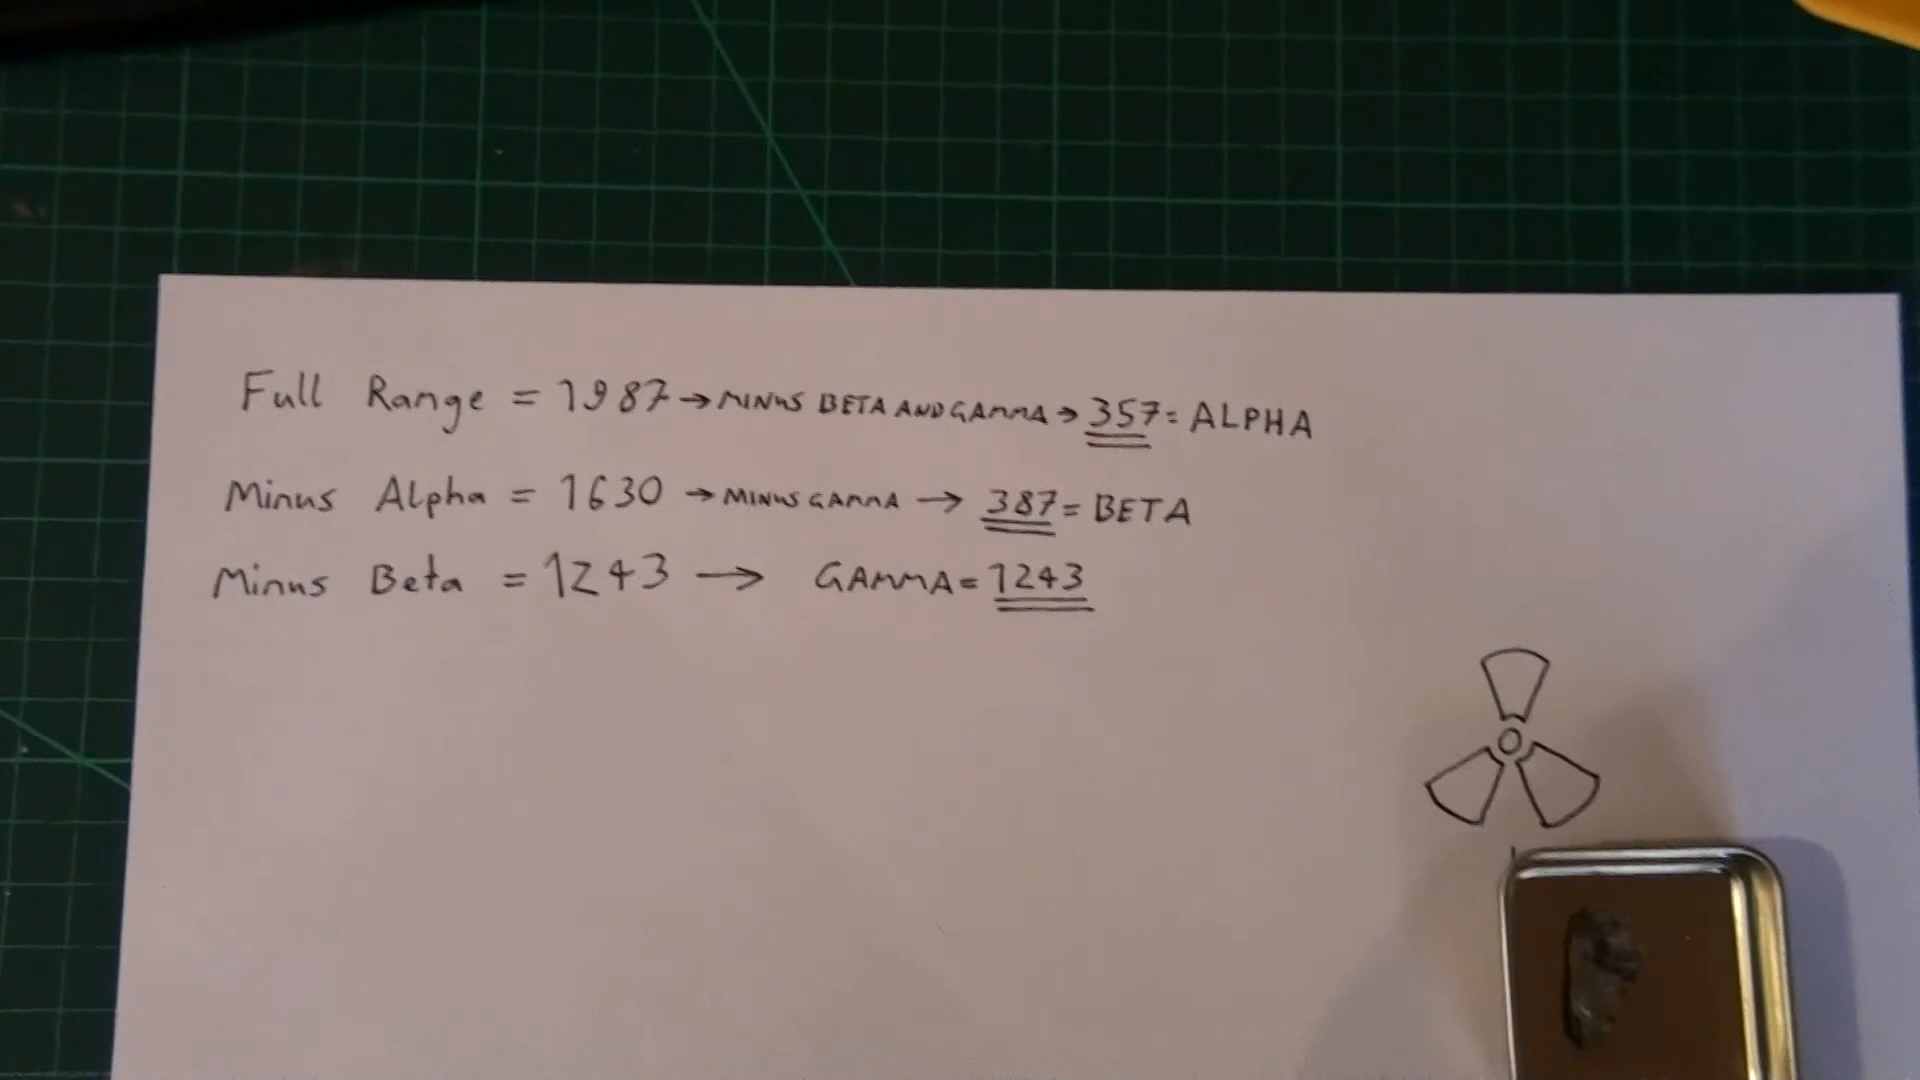 Full Range = 1987 → MINUS BETA AND GAMMA → 357 = ALPHA
Minus Alpha = 1630 → MINUS GAMMA → 387 = BETA
Minus Beta = 1243 → GAMMA = 1243